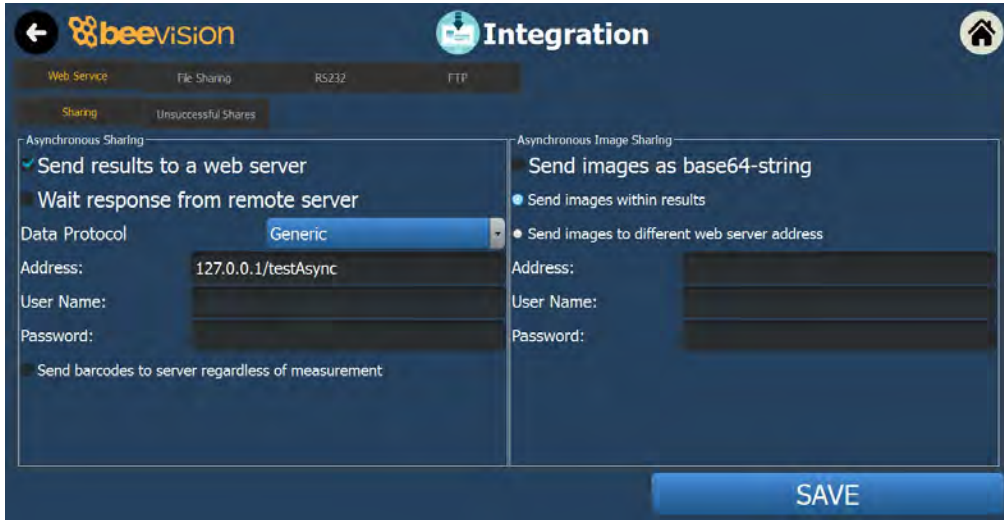 beevision
Integration
Web Service File Sharing RS232 FTP
Sharing Unsuccessful Shares
Asynchronous Sharing
Send results to a web server
Wait response from remote server
Data Protocol Generic
Address: 127.0.0.1/testAsync
User Name:
Password:
Send barcodes to server regardless of measurement
Asynchronous Image Sharing
Send images as base64-string
Send images within results
Send images to different web server address
Address:
User Name:
Password:
SAVE